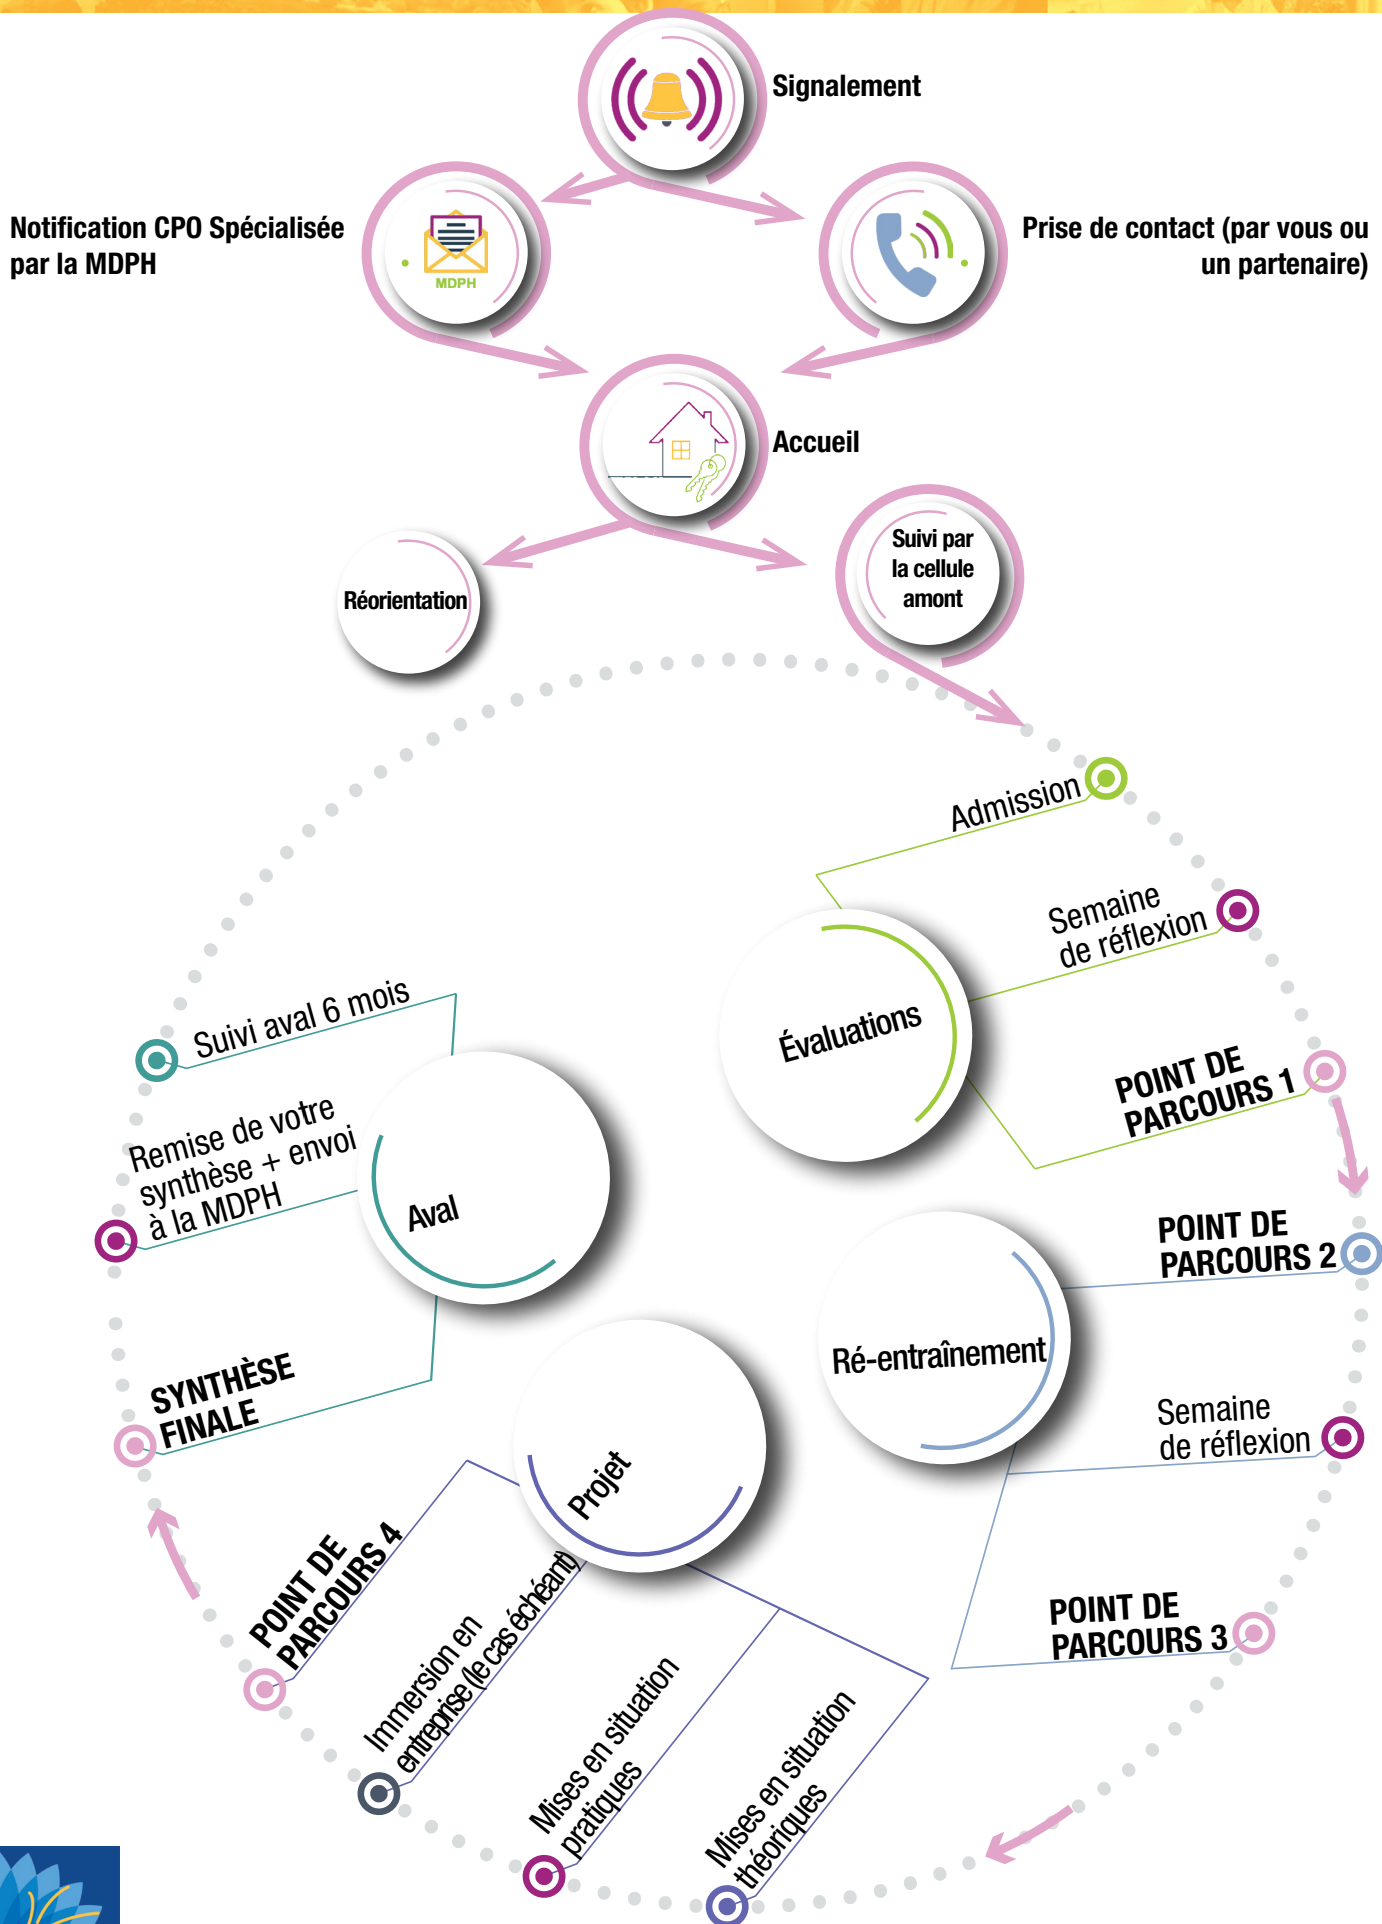 Signalement
Notification CPO Spécialisée
par la MDPH
MDPH
Prise de contact (par vous ou
un partenaire)
Accueil
Réorientation
Suivi par
la cellule
amont
Admission
Semaine
de réflexion
Évaluations
POINT DE
PARCOURS 1
POINT DE
PARCOURS 2
Ré-entraînement
Semaine
de réflexion
POINT DE
PARCOURS 3
Projet
Mises en situation
théoriques
Mises en situation
pratiques
Immersion en
entreprise (le cas échéant)
POINT DE
PARCOURS 4
SYNTHÈSE
FINALE
Aval
Remise de votre
synthèse + envoi
à la MDPH
Suivi aval 6 mois